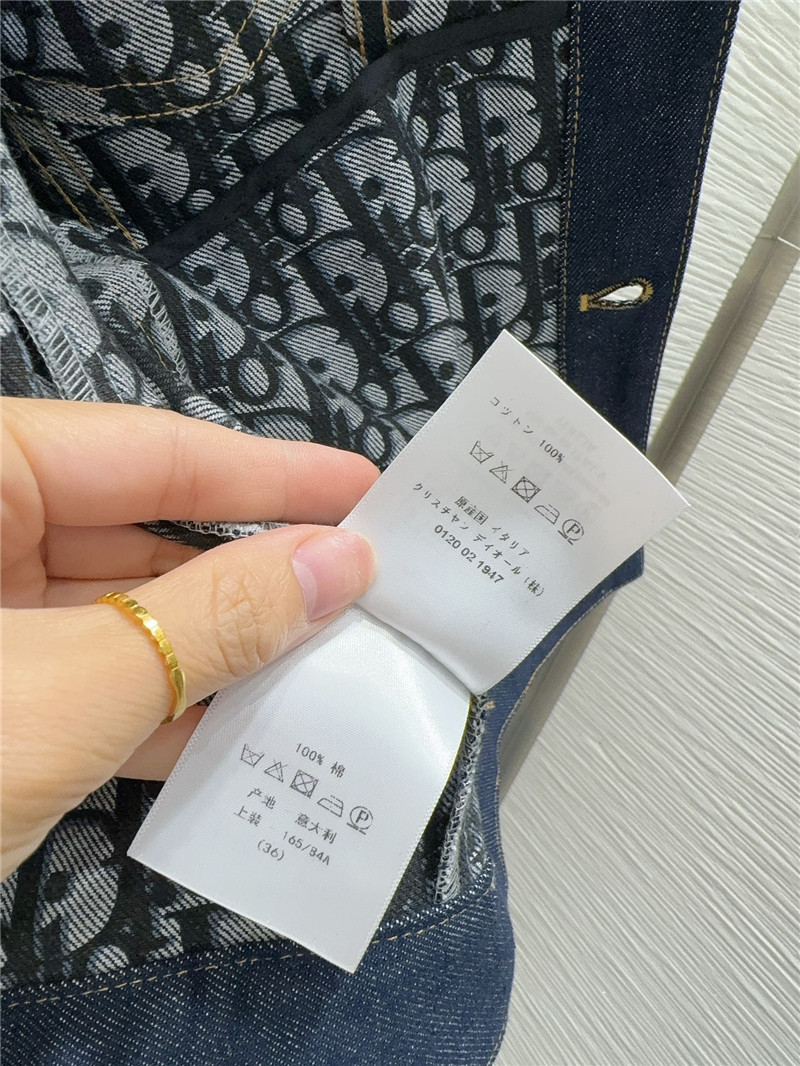 コットン 100%
原産国 イタリア
クリスチャン デイオール (株)
0120 02 1947
100% 棉
产地 意大利
上装 165/84A
(36)